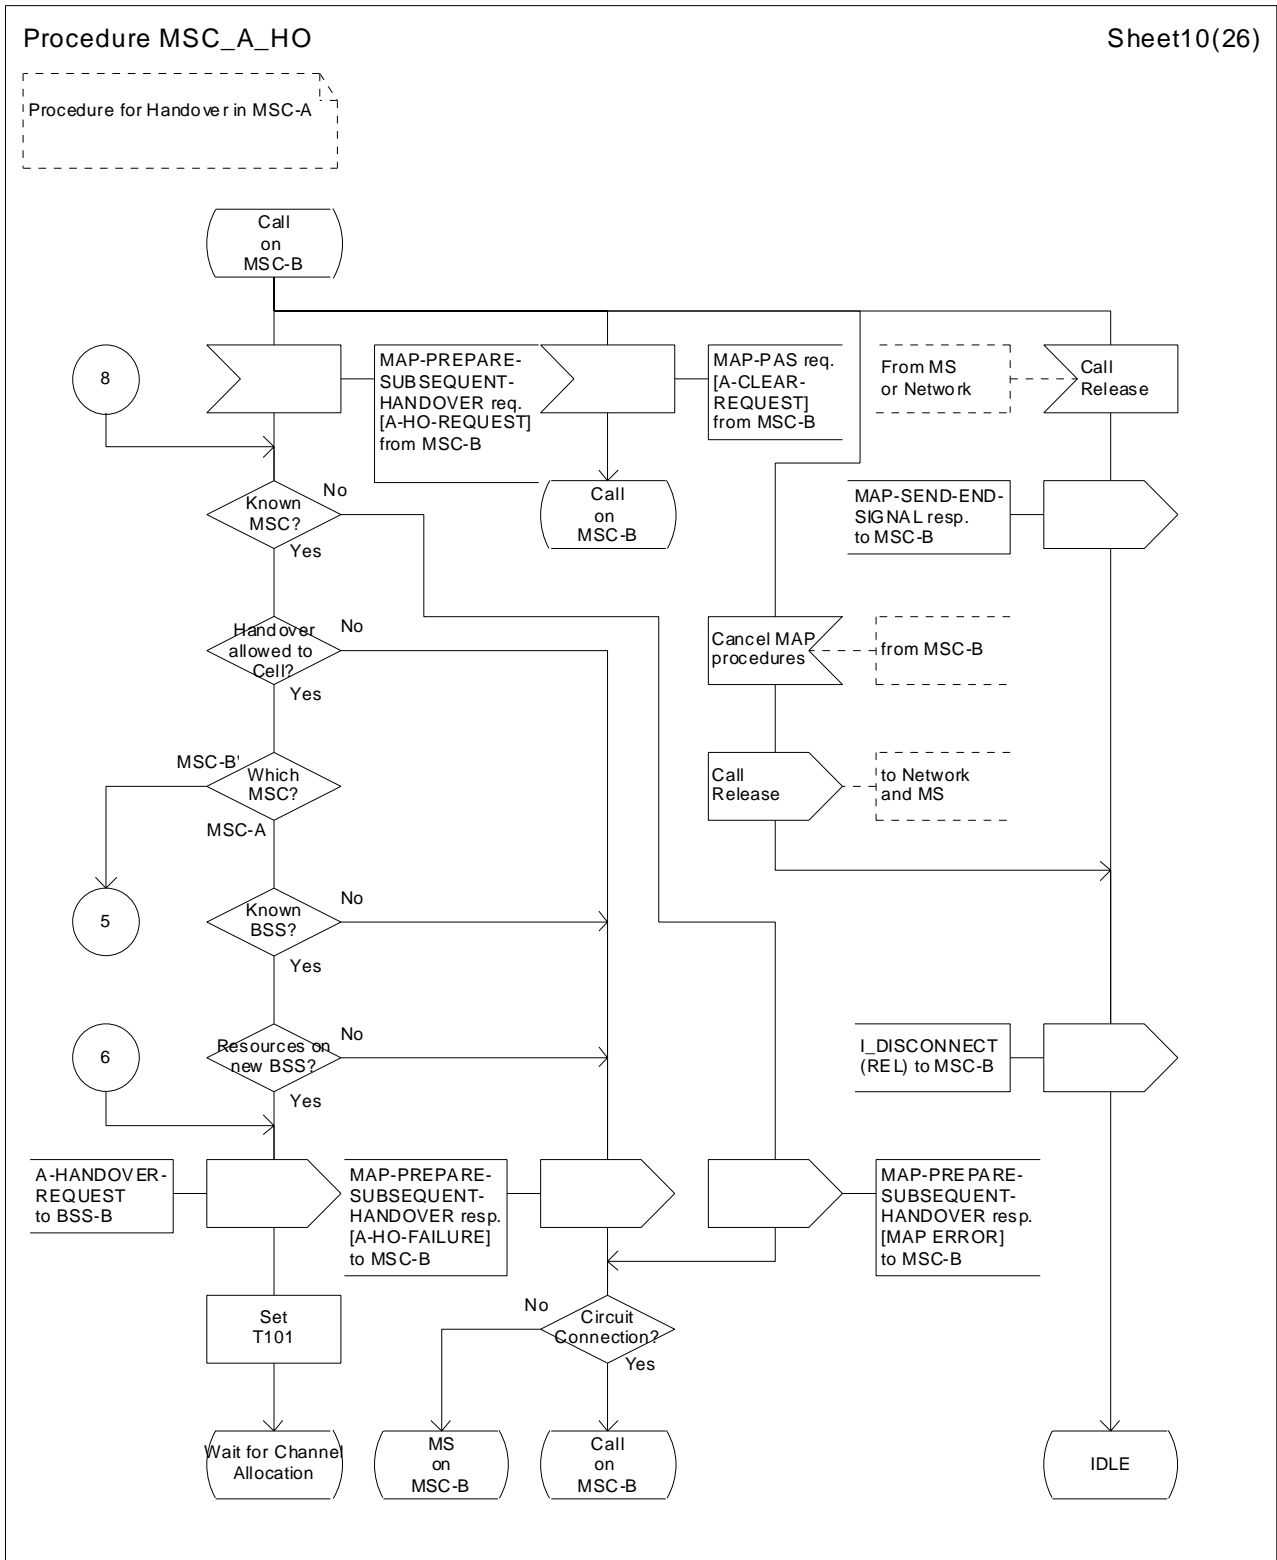 Procedure MSC_A_HO
Sheet10(26)
Procedure for Handover in MSC-A
Call
on
MSC-B
8
MAP-PREPARE-
SUBSEQUENT-
HANDOVER req.
[A-HO-REQUEST]
from MSC-B
MAP-PAS req.
[A-CLEAR-
REQUEST]
from MSC-B
From MS
or Network
Call
Release
Known
MSC?
No
Yes
Call
on
MSC-B
MAP-SEND-END-
SIGNAL resp.
to MSC-B
Handover
allowed to
Cell?
No
Yes
Cancel MAP
procedures
from MSC-B
MSC-B'
Which
MSC?
MSC-A
Call
Release
to Network
and MS
5
Known
BSS?
No
Yes
6
Resources on
new BSS?
No
Yes
I_DISCONNECT
(REL) to MSC-B
A-HANDOVER-
REQUEST
to BSS-B
MAP-PREPARE-
SUBSEQUENT-
HANDOVER resp.
[A-HO-FAILURE]
to MSC-B
MAP-PREPARE-
SUBSEQUENT-
HANDOVER resp.
[MAP ERROR]
to MSC-B
Set
T101
No
Circuit
Connection?
Yes
Wait for Channel
Allocation
MS
on
MSC-B
Call
on
MSC-B
IDLE